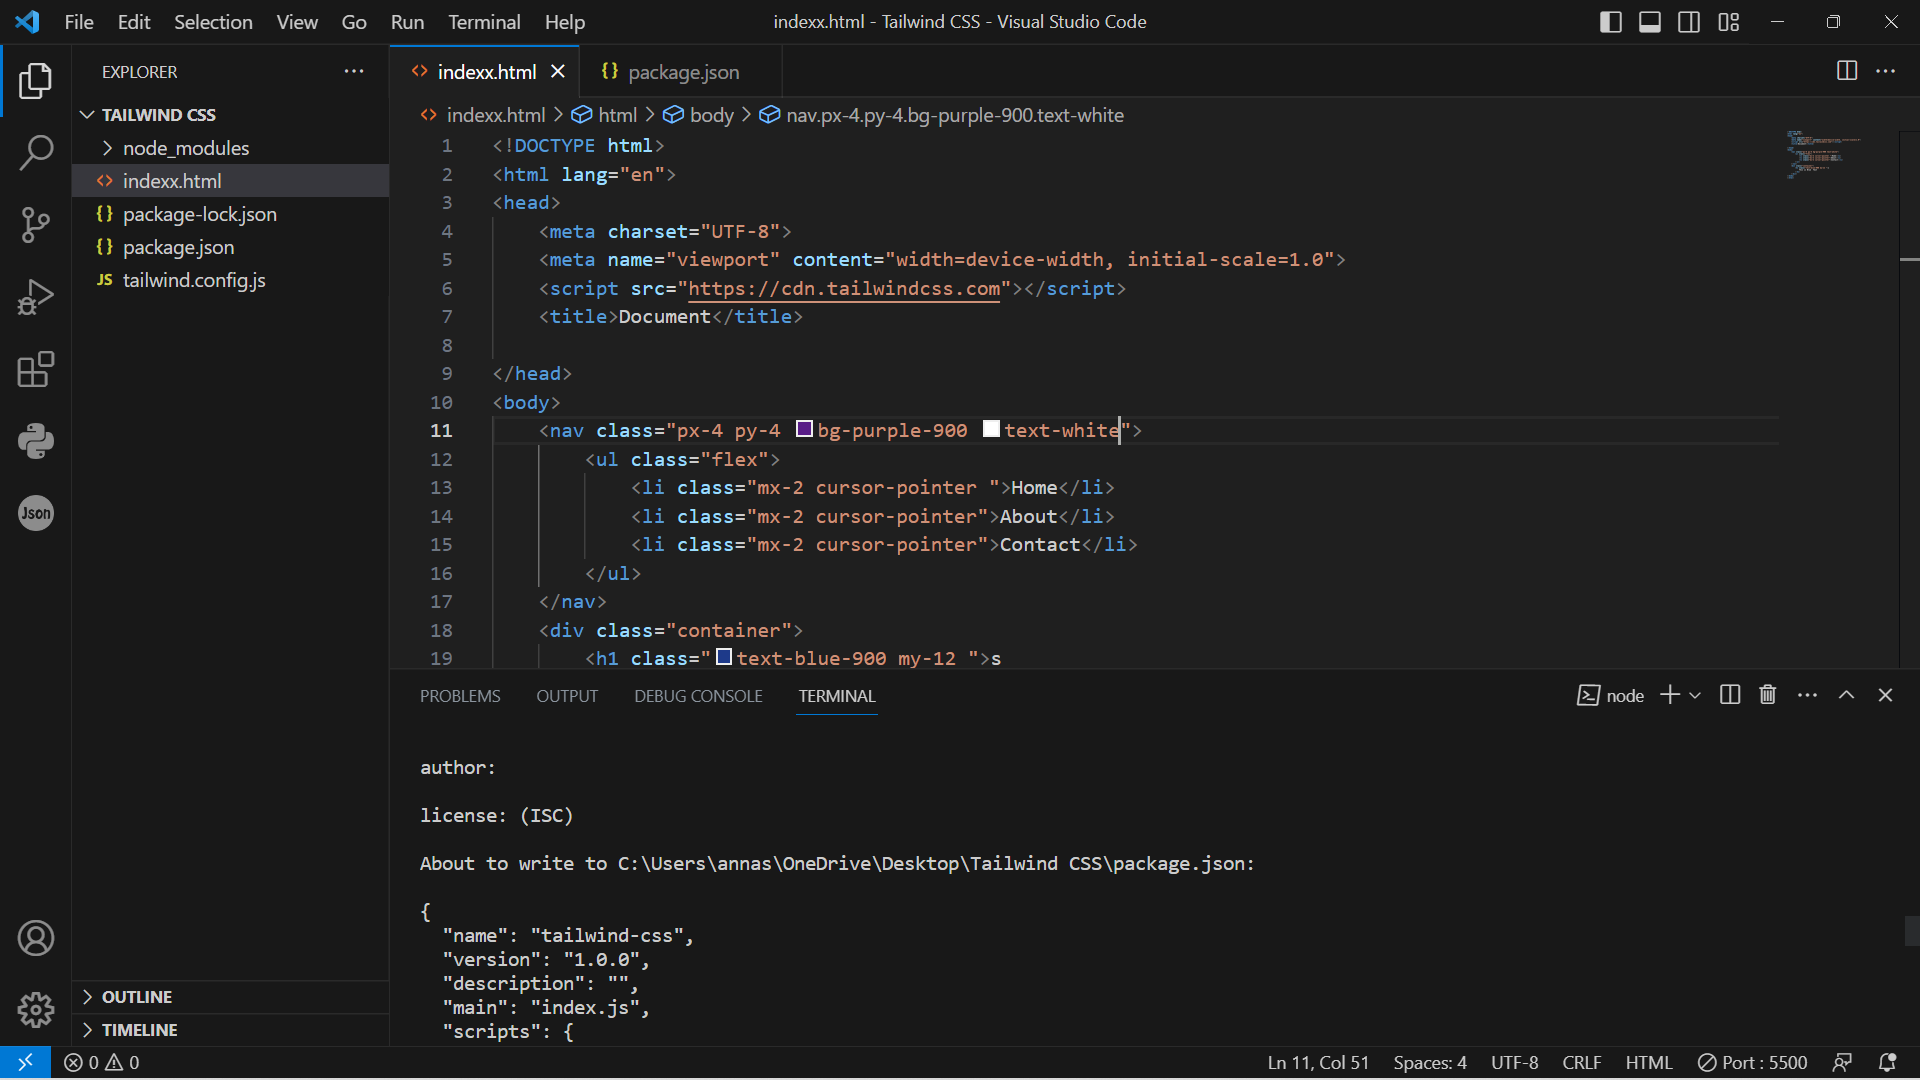 File Edit Selection View Go Run Terminal Help
indexx.html - Tailwind CSS - Visual Studio Code
EXPLORER
TAILWIND CSS
node_modules
indexx.html
package-lock.json
package.json
JS tailwind.config.js
OUTLINE
TIMELINE
Json
indexx.html
package.json
indexx.html > html > body > nav.px-4.py-4.bg-purple-900.text-white
1 <!DOCTYPE html>
2 <html lang="en">
3 <head>
4 <meta charset="UTF-8">
5 <meta name="viewport" content="width=device-width, initial-scale=1.0">
6 <script src="https://cdn.tailwindcss.com"></script>
7 <title>Document</title>
8
9 </head>
10 <body>
11 <nav class="px-4 py-4 bg-purple-900 text-white">
12 <ul class="flex">
13 <li class="mx-2 cursor-pointer ">Home</li>
14 <li class="mx-2 cursor-pointer">About</li>
15 <li class="mx-2 cursor-pointer">Contact</li>
16 </ul>
17 </nav>
18 <div class="container">
19 <h1 class="text-blue-900 my-12 ">s
PROBLEMS OUTPUT DEBUG CONSOLE TERMINAL
node
author:
license: (ISC)
About to write to C:\Users\annas\OneDrive\Desktop\Tailwind CSS\package.json:
{
"name": "tailwind-css",
"version": "1.0.0",
"description": "",
"main": "index.js",
"scripts": {
0 0
Ln 11, Col 51 Spaces: 4 UTF-8 CRLF HTML Port : 5500